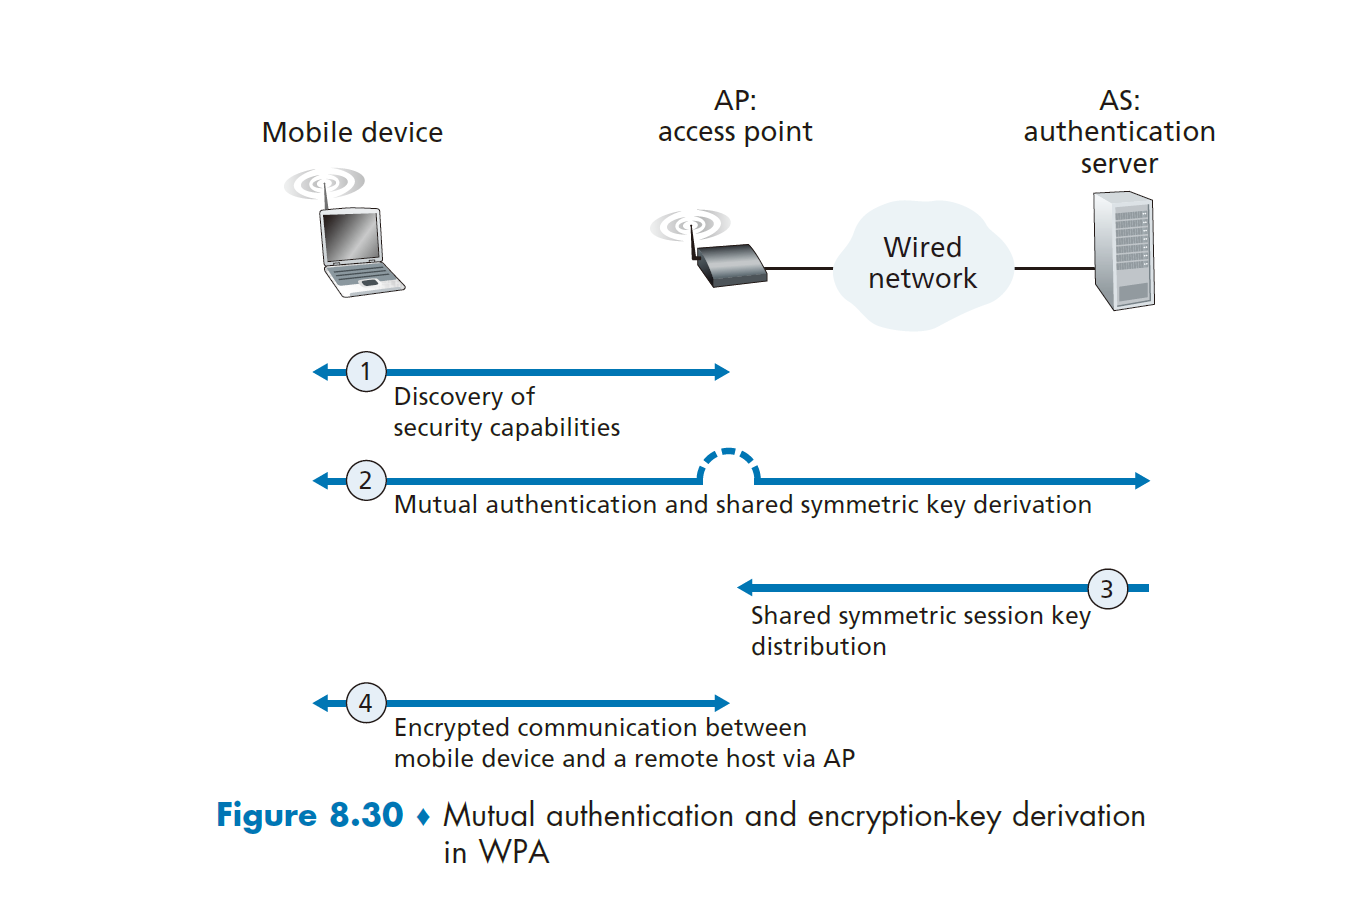 Mobile device
AP:
access point
AS:
authentication
server
Wired
network
1
Discovery of
security capabilities
2
Mutual authentication and shared symmetric key derivation
3
Shared symmetric session key
distribution
4
Encrypted communication between
mobile device and a remote host via AP
Figure 8.30 ♦ Mutual authentication and encryption-key derivation
in WPA